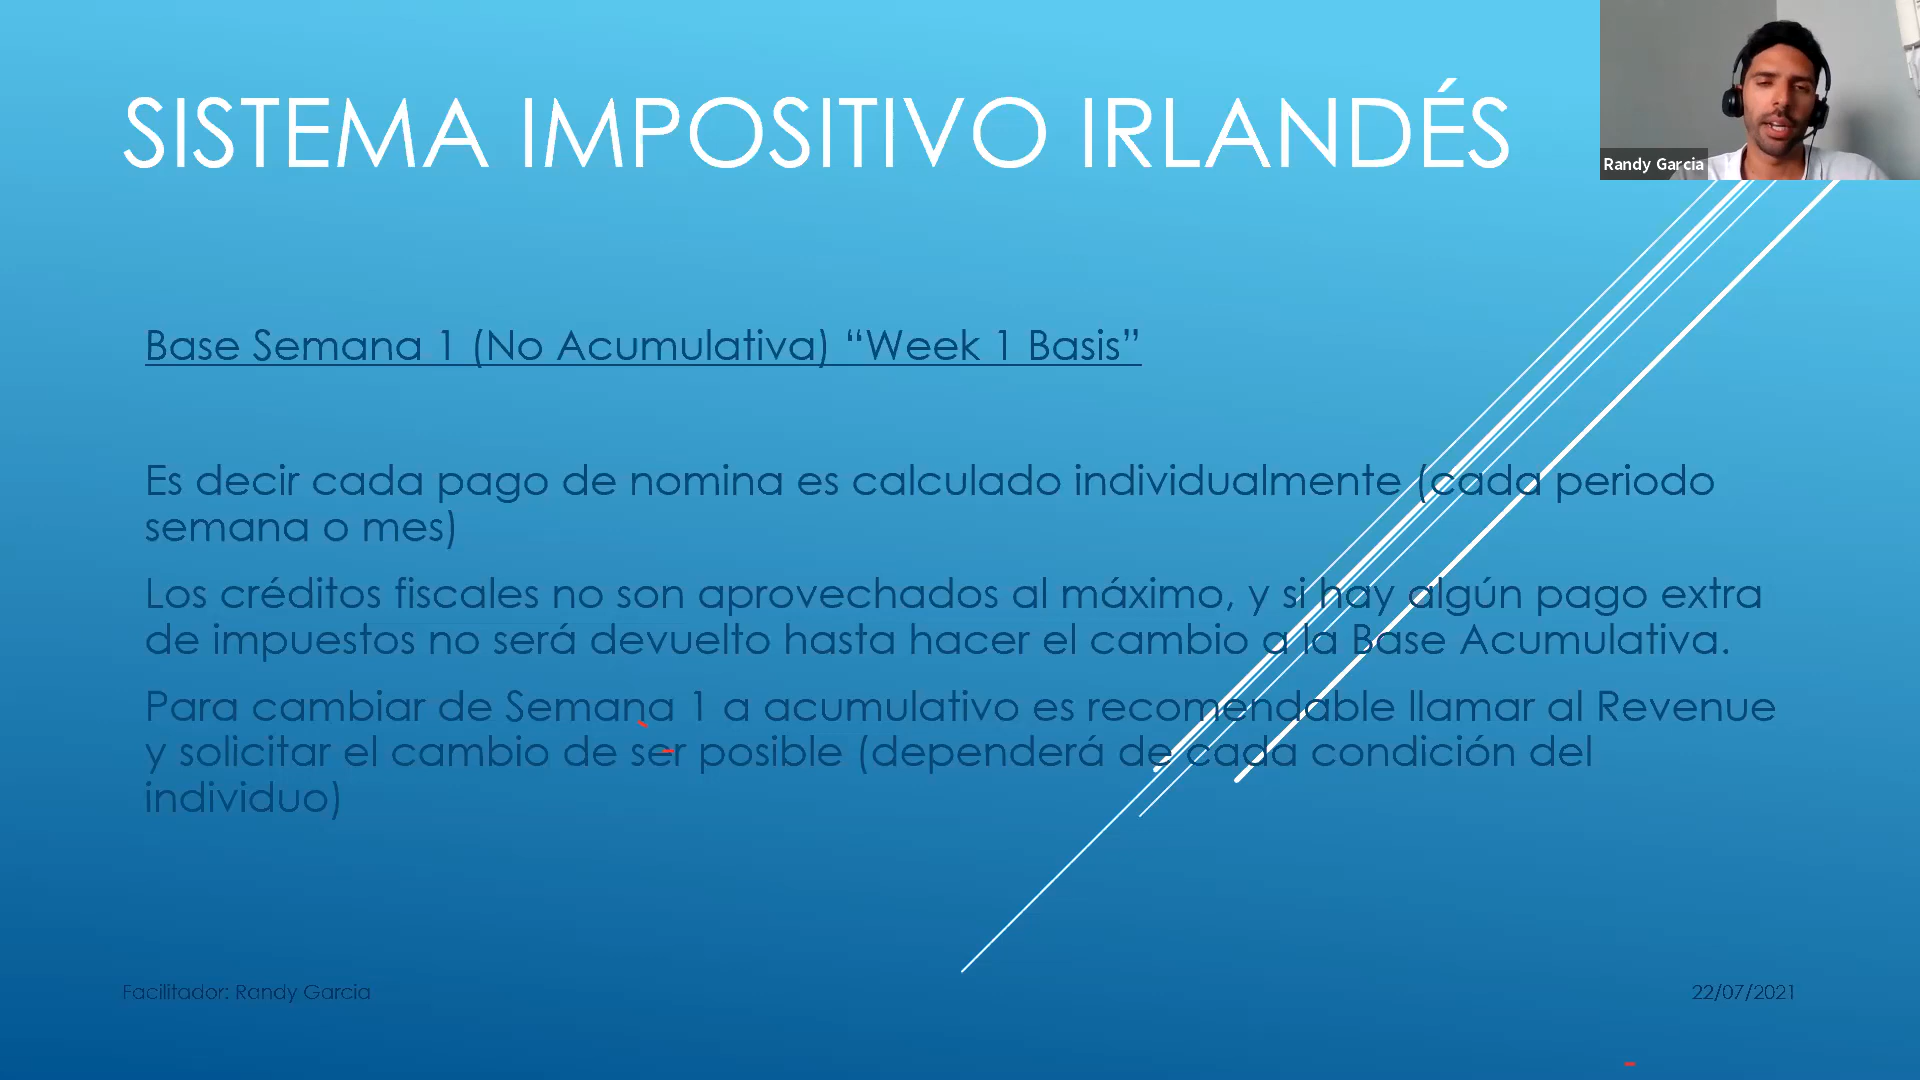 SISTEMA IMPOSITIVO IRLANDÉS
Randy Garcia
Base Semana 1 (No Acumulativa) “Week 1 Basis”
Es decir cada pago de nomina es calculado individualmente (cada periodo
semana o mes)
Los créditos fiscales no son aprovechados al máximo, y si hay algún pago extra
de impuestos no será devuelto hasta hacer el cambio a la Base Acumulativa.
Para cambiar de Semana 1 a acumulativo es recomendable llamar al Revenue
y solicitar el cambio de ser posible (dependerá de cada condición del
individuo)
Facilitador: Randy Garcia
22/07/2021